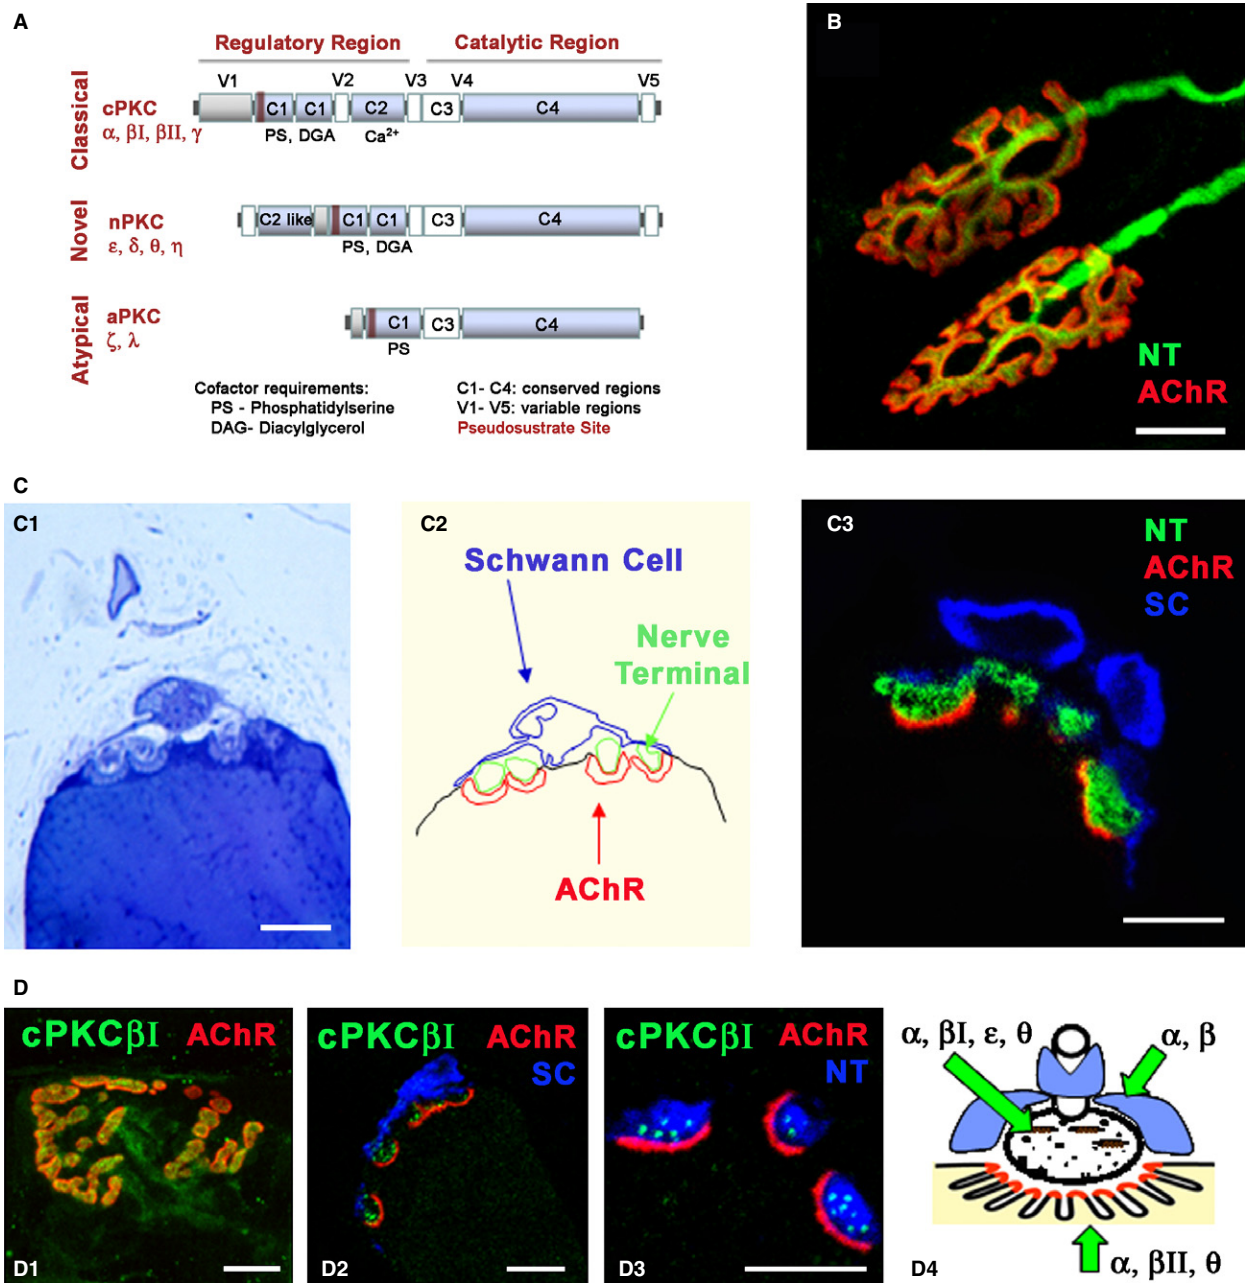 A
Regulatory Region
Catalytic Region
V1
V2
V3
V4
V5
Classical
cPKC
α, βI, βII, γ
C1
C1
C2
C3
C4
PS, DGA
Ca²⁺
Novel
nPKC
ε, δ, θ, η
C2 like
C1
C1
C3
C4
PS, DGA
Atypical
aPKC
ζ, λ
C1
C3
C4
PS
Cofactor requirements:
PS - Phosphatidylserine
DAG- Diacylglycerol
C1- C4: conserved regions
V1- V5: variable regions
Pseudosustrate Site
B
NT
AChR
C
C1
C2
Schwann Cell
Nerve
Terminal
AChR
C3
NT
AChR
SC
D
cPKCβI AChR
D1
cPKCβI AChR
SC
D2
cPKCβI AChR
NT
D3
α, βI, ε, θ
α, β
α, βII, θ
D4